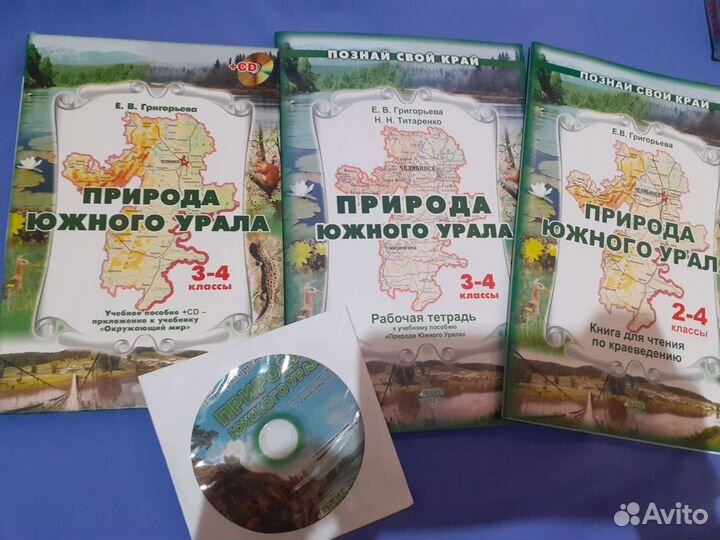 +CD
Е. В. Григорьева
ЧЕЛЯБИНСК
ПРИРОДА
ЮЖНОГО УРАЛА
3-4
классы
Учебное пособие +CD –
приложение к учебнику
«Окружающий мир»
ПОЗНАЙ СВОЙ КРАЙ
Е. В. Григорьева
Н. Н. Титаренко
ЧЕЛЯБИНСК
ПРИРОДА
ЮЖНОГО УРАЛА
3-4
классы
Рабочая тетрадь
к учебному пособию
«Природа Южного Урала»
ПОЗНАЙ СВОЙ КРАЙ
Е.В. Григорьева
ЧЕЛЯБИНСК
ПРИРОДА
ЮЖНОГО УРАЛА
2-4
классы
Книга для чтения
по краеведению
ПРИРОДА
ЮЖНОГО УРАЛА
Avito